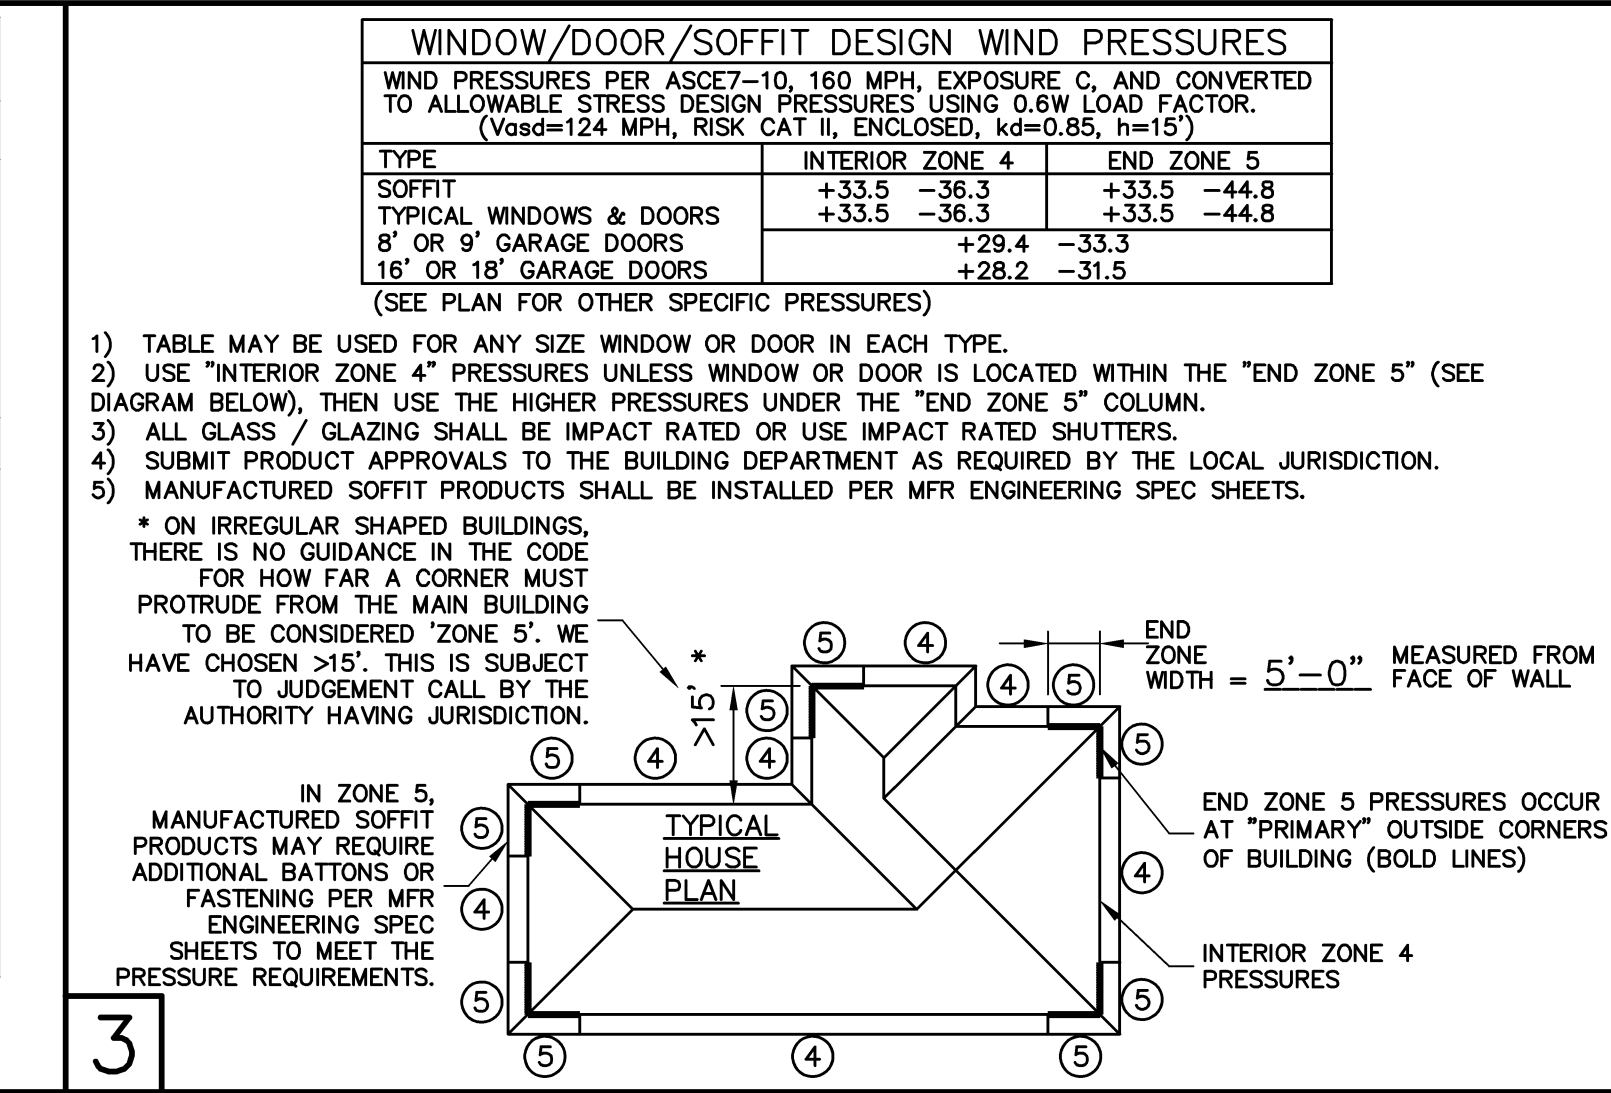 WINDOW/DOOR/SOFFIT DESIGN WIND PRESSURES
WIND PRESSURES PER ASCE7-10, 160 MPH, EXPOSURE C, AND CONVERTED
TO ALLOWABLE STRESS DESIGN PRESSURES USING 0.6W LOAD FACTOR.
(Vasd=124 MPH, RISK CAT II, ENCLOSED, kd=0.85, h=15')
TYPE INTERIOR ZONE 4 END ZONE 5
SOFFIT +33.5 -36.3 +33.5 -44.8
TYPICAL WINDOWS & DOORS +33.5 -36.3 +33.5 -44.8
8' OR 9' GARAGE DOORS +29.4 -33.3
16' OR 18' GARAGE DOORS +28.2 -31.5
(SEE PLAN FOR OTHER SPECIFIC PRESSURES)
1) TABLE MAY BE USED FOR ANY SIZE WINDOW OR DOOR IN EACH TYPE.
2) USE "INTERIOR ZONE 4" PRESSURES UNLESS WINDOW OR DOOR IS LOCATED WITHIN THE "END ZONE 5" (SEE
DIAGRAM BELOW), THEN USE THE HIGHER PRESSURES UNDER THE "END ZONE 5" COLUMN.
3) ALL GLASS / GLAZING SHALL BE IMPACT RATED OR USE IMPACT RATED SHUTTERS.
4) SUBMIT PRODUCT APPROVALS TO THE BUILDING DEPARTMENT AS REQUIRED BY THE LOCAL JURISDICTION.
5) MANUFACTURED SOFFIT PRODUCTS SHALL BE INSTALLED PER MFR ENGINEERING SPEC SHEETS.
* ON IRREGULAR SHAPED BUILDINGS,
THERE IS NO GUIDANCE IN THE CODE
FOR HOW FAR A CORNER MUST
PROTRUDE FROM THE MAIN BUILDING
TO BE CONSIDERED 'ZONE 5'. WE
HAVE CHOSEN >15'. THIS IS SUBJECT
TO JUDGEMENT CALL BY THE
AUTHORITY HAVING JURISDICTION.
>15' *
5 4
4 5
5
4
5 4
5
END
ZONE
WIDTH = 5'-0"
MEASURED FROM
FACE OF WALL
IN ZONE 5,
MANUFACTURED SOFFIT
PRODUCTS MAY REQUIRE
ADDITIONAL BATTONS OR
FASTENING PER MFR
ENGINEERING SPEC
SHEETS TO MEET THE
PRESSURE REQUIREMENTS.
5
4
5
TYPICAL
HOUSE
PLAN
END ZONE 5 PRESSURES OCCUR
AT "PRIMARY" OUTSIDE CORNERS
OF BUILDING (BOLD LINES)
4
INTERIOR ZONE 4
PRESSURES
5
5 4 5
3